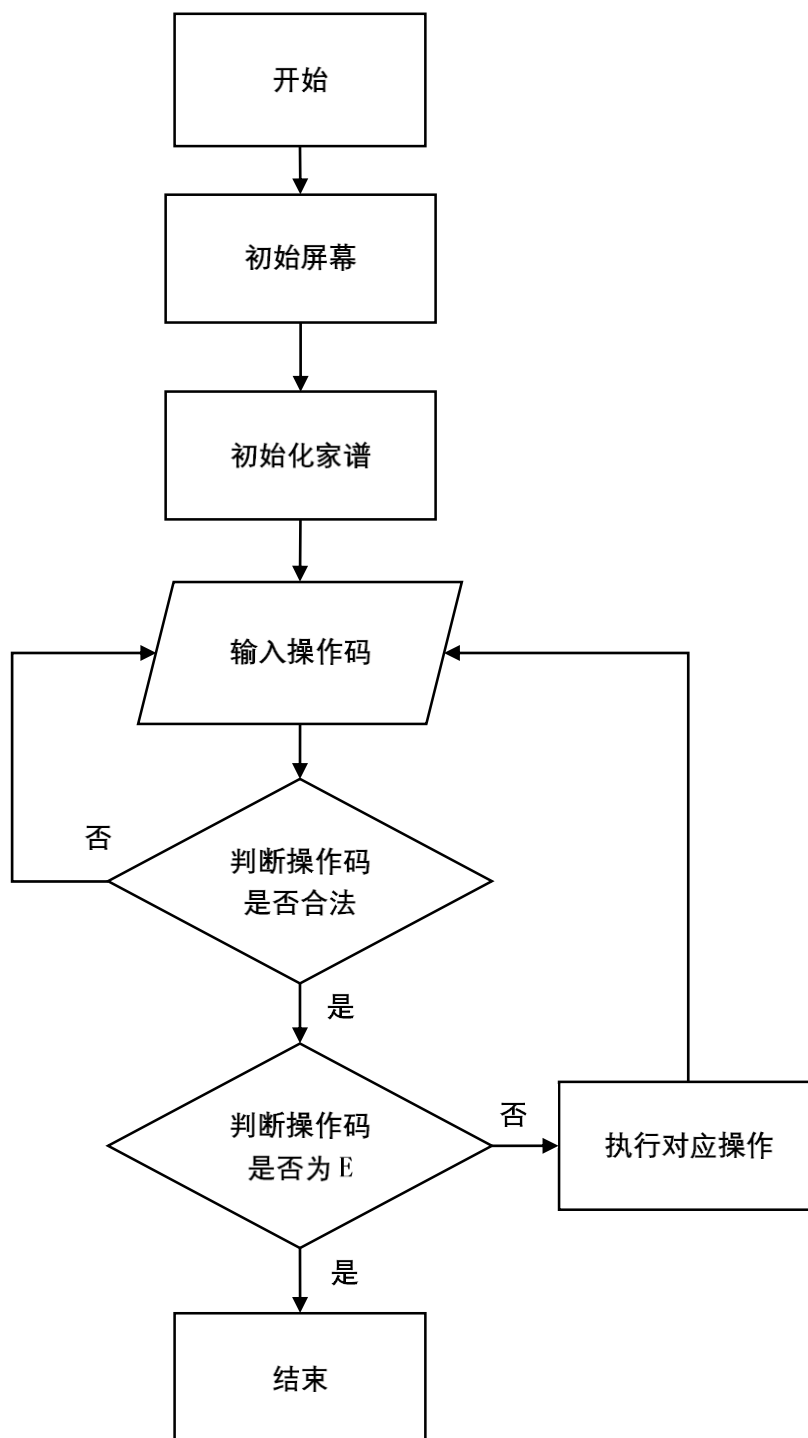 开始
初始屏幕
初始化家谱
输入操作码
否
判断操作码
是否合法
是
判断操作码
是否为 E
否
执行对应操作
是
结束